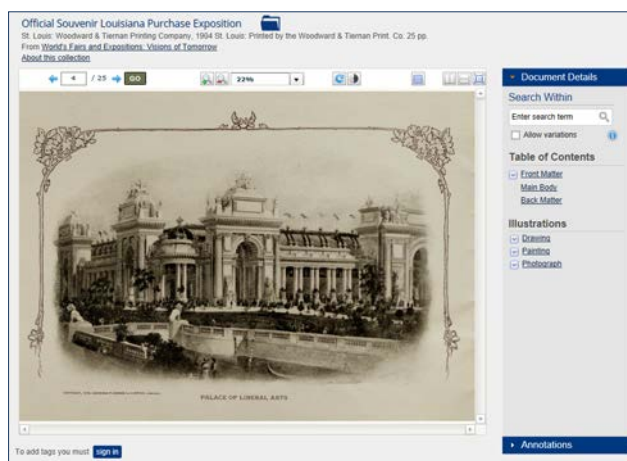 Official Souvenir Louisiana Purchase Exposition
St. Louis: Woodward & Tiernan Printing Company, 1904 St. Louis: Printed by the Woodward & Tiernan Print. Co. 25 pp.
From World's Fairs and Expositions: Visions of Tomorrow
About this collection
4 / 25 GO 22%
Document Details
Search Within
Enter search term
Allow variations
Table of Contents
Front Matter
Main Body
Back Matter
Illustrations
Drawing
Painting
Photograph
PALACE OF LIBERAL ARTS
To add tags you must sign in
Annotations